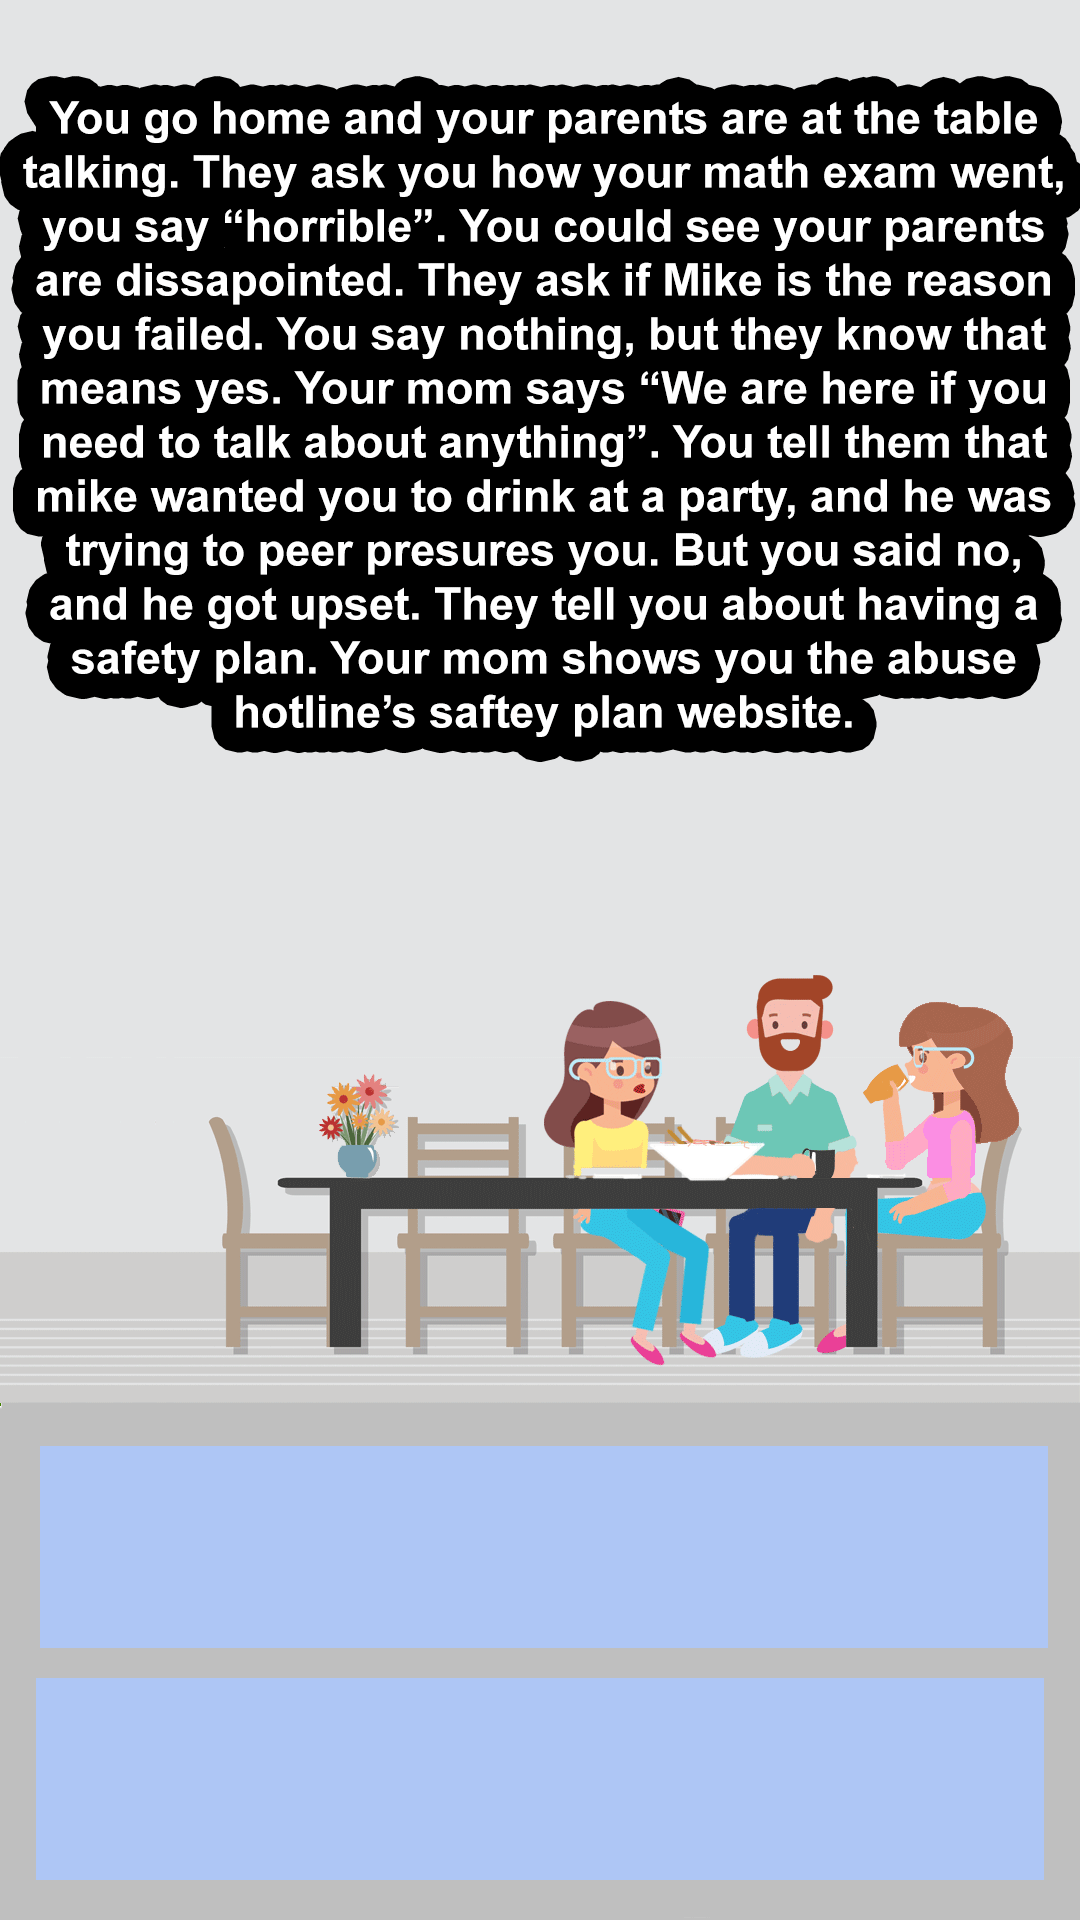 You go home and your parents are at the table
talking. They ask you how your math exam went,
you say “horrible”. You could see your parents
are dissapointed. They ask if Mike is the reason
you failed. You say nothing, but they know that
means yes. Your mom says “We are here if you
need to talk about anything”. You tell them that
mike wanted you to drink at a party, and he was
trying to peer presures you. But you said no,
and he got upset. They tell you about having a
safety plan. Your mom shows you the abuse
hotline’s saftey plan website.